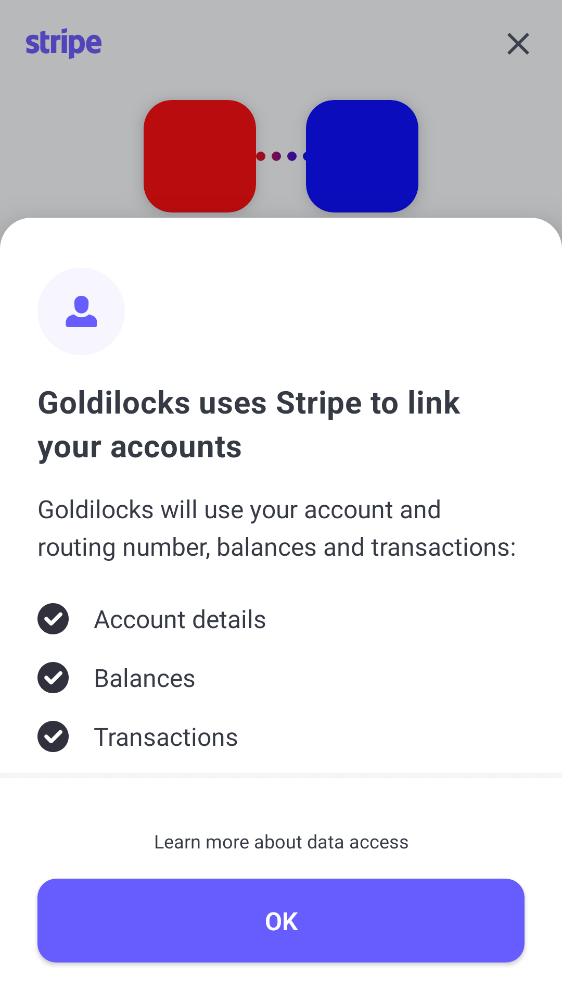 stripe
Goldilocks uses Stripe to link
your accounts
Goldilocks will use your account and
routing number, balances and transactions:
Account details
Balances
Transactions
Learn more about data access
OK